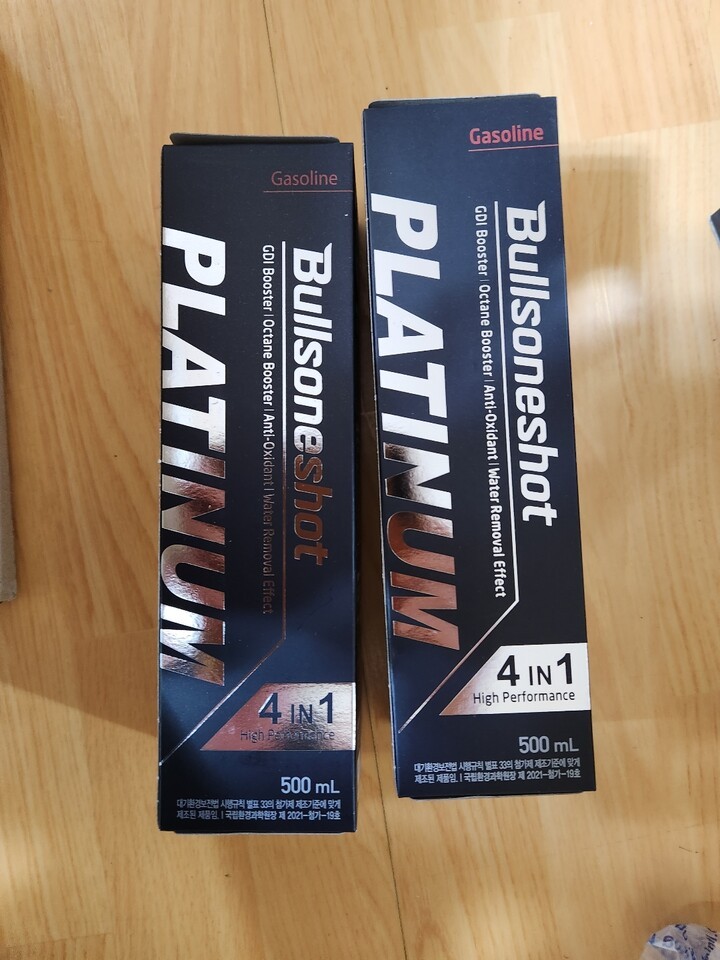 Gasoline
Bullsoneshot
GDI Booster | Octane Booster | Anti-Oxidant | Water Removal Effect
PLATINUM
4 IN 1
High Performance
500 mL
대기환경보전법 시행규칙 별표 33의 첨가제 제조기준에 맞게
제조된 제품임. | 국립환경과학원장 제 2021-첨가-19호
Gasoline
Bullsoneshot
GDI Booster | Octane Booster | Anti-Oxidant | Water Removal Effect
PLATINUM
4 IN 1
High Performance
500 mL
대기환경보전법 시행규칙 별표 33의 첨가제 제조기준에 맞게
제조된 제품임. | 국립환경과학원장 제 2021-첨가-19호